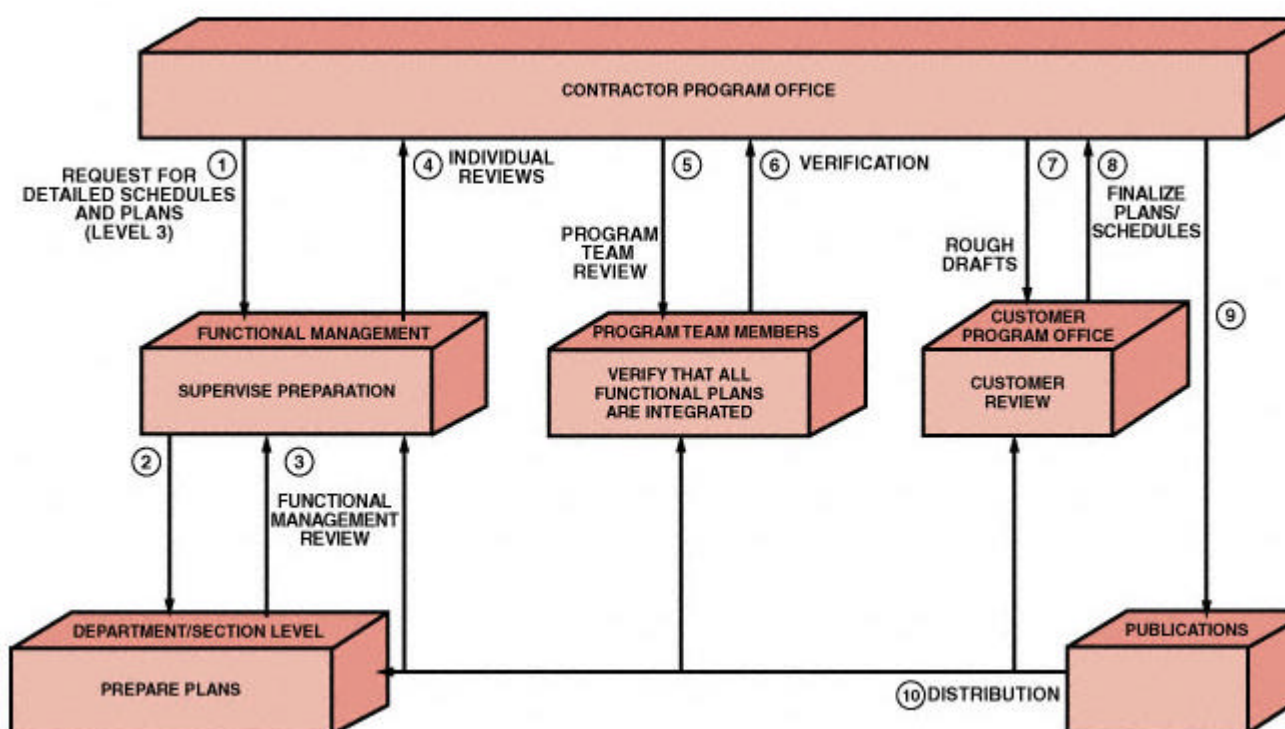 CONTRACTOR PROGRAM OFFICE
1
REQUEST FOR
DETAILED SCHEDULES
AND PLANS
(LEVEL 3)
4
INDIVIDUAL
REVIEWS
5
PROGRAM
TEAM
REVIEW
6
VERIFICATION
7
ROUGH
DRAFTS
8
FINALIZE
PLANS/
SCHEDULES
9
FUNCTIONAL MANAGEMENT
SUPERVISE PREPARATION
PROGRAM TEAM MEMBERS
VERIFY THAT ALL
FUNCTIONAL PLANS
ARE INTEGRATED
CUSTOMER
PROGRAM OFFICE
CUSTOMER
REVIEW
2
3
FUNCTIONAL
MANAGEMENT
REVIEW
DEPARTMENT/SECTION LEVEL
PREPARE PLANS
PUBLICATIONS
10 DISTRIBUTION